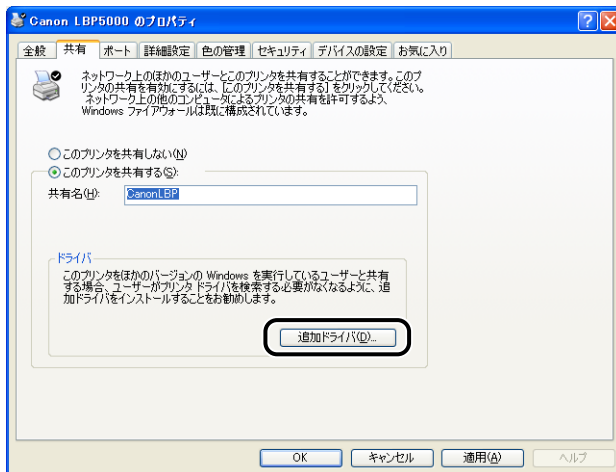 Canon LBP5000 のプロパティ
全般 共有 ポート 詳細設定 色の管理 セキュリティ デバイスの設定 お気に入り
ネットワーク上のほかのユーザーとこのプリンタを共有することができます。このプ
リンタの共有を有効にするには、[このプリンタを共有する] をクリックしてください。
ネットワーク上の他のコンピュータによるプリンタの共有を許可するよう、
Windows ファイアウォールは既に構成されています。
このプリンタを共有しない(N)
このプリンタを共有する(S):
共有名(H): CanonLBP
ドライバ
このプリンタをほかのバージョンの Windows を実行しているユーザーと共有
する場合、ユーザーがプリンタ ドライバを検索する必要がなくなるように、追
加ドライバをインストールすることをお勧めします。
追加ドライバ(D)...
OK キャンセル 適用(A) ヘルプ